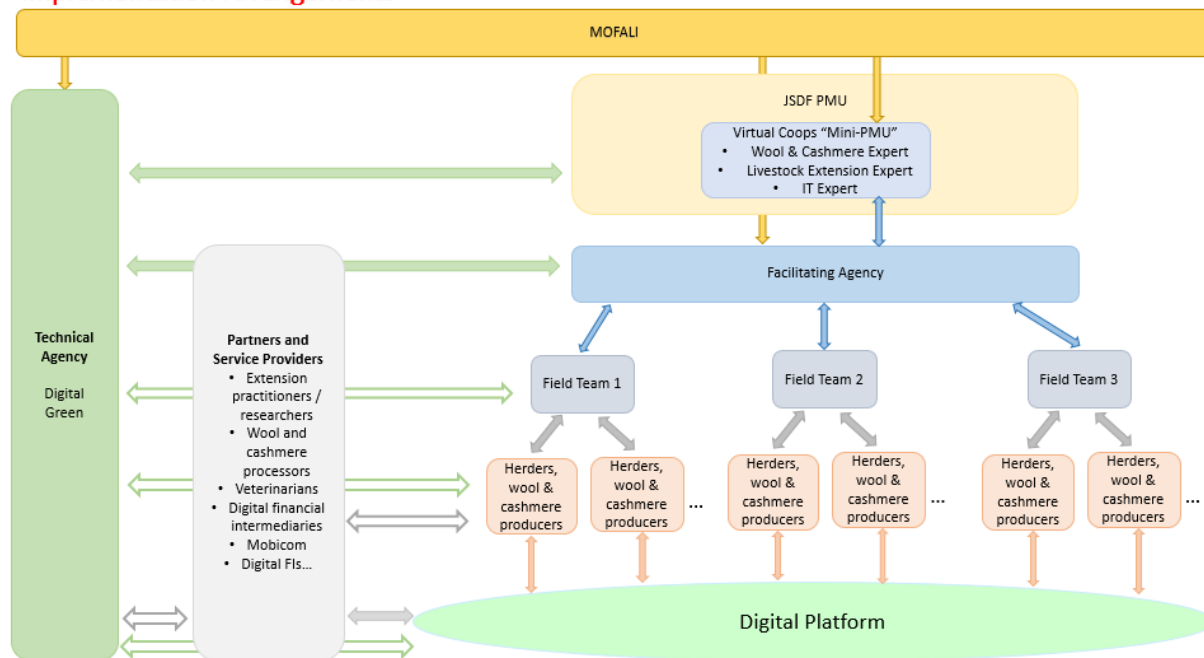 MOFALI
JSDF PMU
Virtual Coops “Mini-PMU”
• Wool & Cashmere Expert
• Livestock Extension Expert
• IT Expert
Facilitating Agency
Technical
Agency
Digital
Green
Partners and
Service Providers
• Extension
practitioners /
researchers
• Wool and
cashmere
processors
• Veterinarians
• Digital financial
intermediaries
• Mobicom
• Digital FIs...
Field Team 1
Field Team 2
Field Team 3
Herders,
wool &
cashmere
producers
Herders,
wool &
cashmere
producers
...
Herders,
wool &
cashmere
producers
Herders,
wool &
cashmere
producers
...
Herders,
wool &
cashmere
producers
Herders,
wool &
cashmere
producers
...
Digital Platform